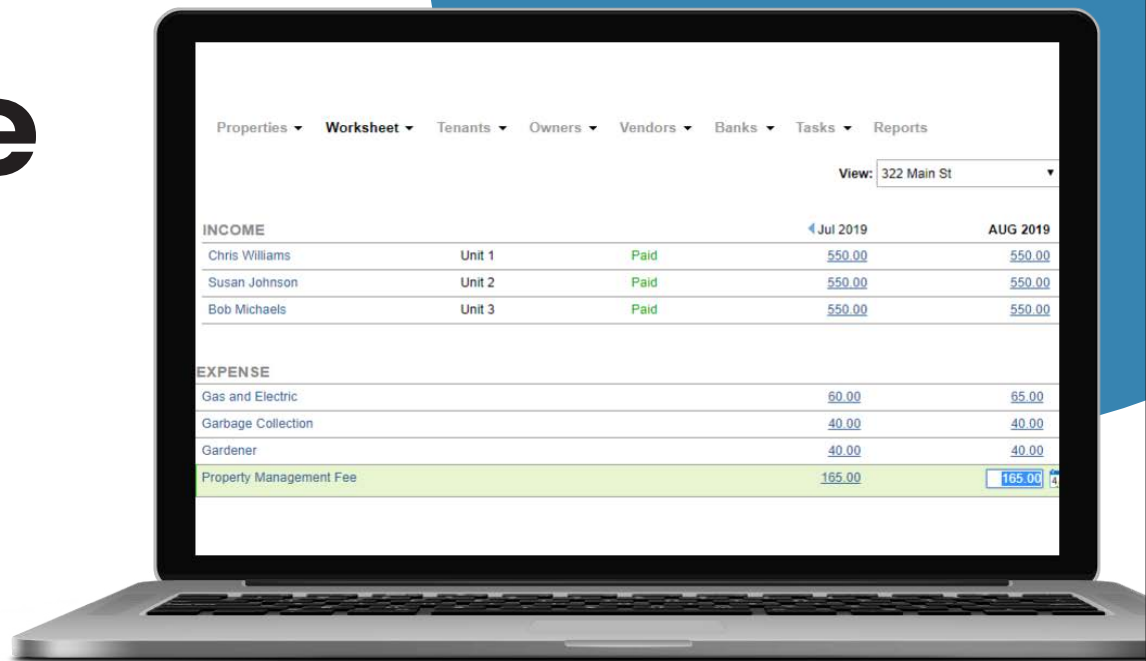 e
Properties Worksheet Tenants Owners Vendors Banks Tasks Reports
View: 322 Main St
INCOME Jul 2019 AUG 2019
Chris Williams Unit 1 Paid 550.00 550.00
Susan Johnson Unit 2 Paid 550.00 550.00
Bob Michaels Unit 3 Paid 550.00 550.00
EXPENSE
Gas and Electric 60.00 65.00
Garbage Collection 40.00 40.00
Gardener 40.00 40.00
Property Management Fee 165.00 165.00 4